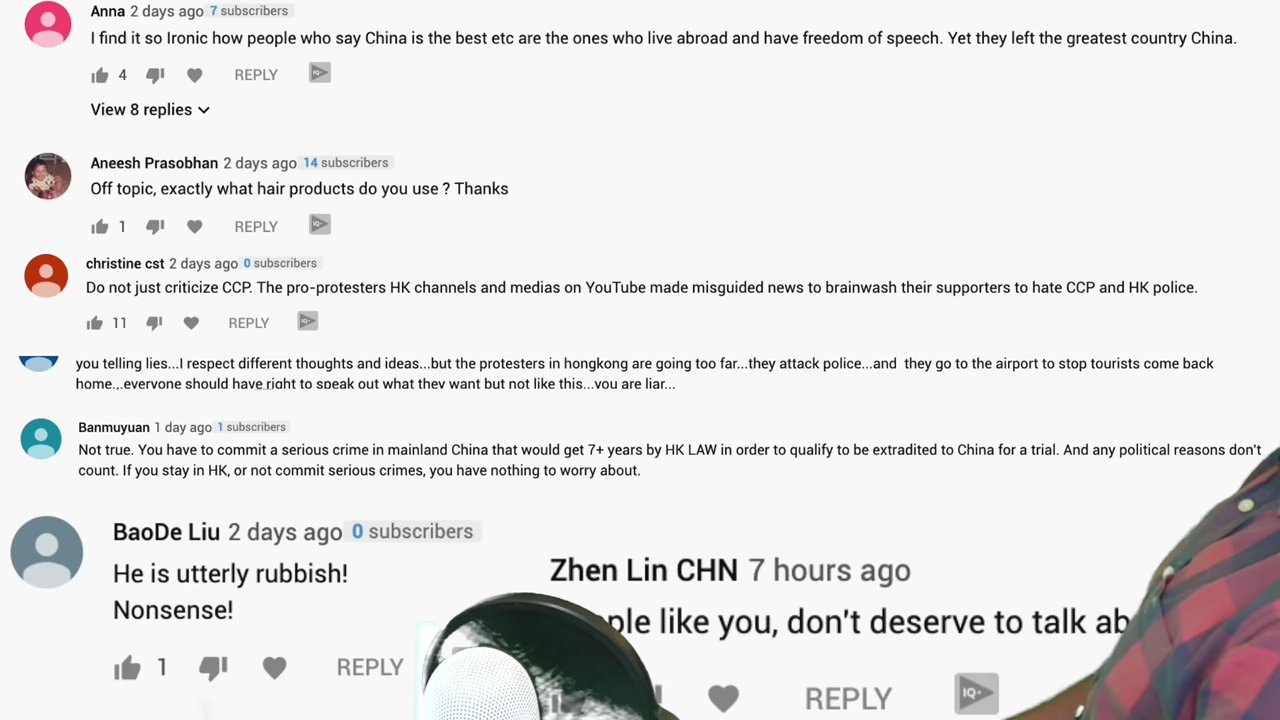 Anna 2 days ago 7 subscribers
I find it so Ironic how people who say China is the best etc are the ones who live abroad and have freedom of speech. Yet they left the greatest country China.
4 REPLY IQ+
View 8 replies
Aneesh Prasobhan 2 days ago 14 subscribers
Off topic, exactly what hair products do you use ? Thanks
1 REPLY IQ+
christine cst 2 days ago 0 subscribers
Do not just criticize CCP. The pro-protesters HK channels and medias on YouTube made misguided news to brainwash their supporters to hate CCP and HK police.
11 REPLY IQ+
you telling lies...I respect different thoughts and ideas...but the protesters in hongkong are going too far...they attack police...and they go to the airport to stop tourists come back
home...everyone should have right to speak out what they want but not like this...you are liar...
Banmuyuan 1 day ago 1 subscribers
Not true. You have to commit a serious crime in mainland China that would get 7+ years by HK LAW in order to qualify to be extradited to China for a trial. And any political reasons don't
count. If you stay in HK, or not commit serious crimes, you have nothing to worry about.
BaoDe Liu 2 days ago 0 subscribers
He is utterly rubbish!
Nonsense!
1 REPLY
Zhen Lin CHN 7 hours ago
ple like you, don't deserve to talk ab
REPLY IQ+